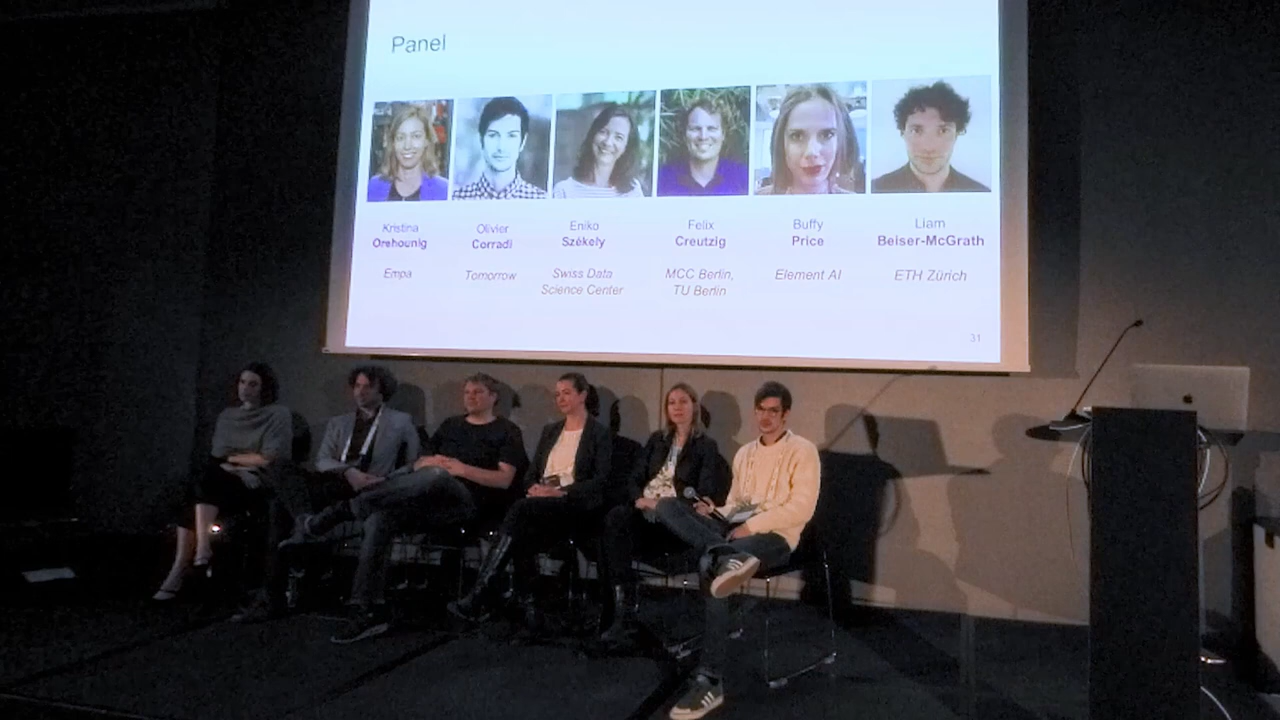 Panel
Kristina
Orehounig
Empa
Olivier
Corradi
Tomorrow
Eniko
Székely
Swiss Data
Science Center
Felix
Creutzig
MCC Berlin,
TU Berlin
Buffy
Price
Element AI
Liam
Beiser-McGrath
ETH Zürich
31